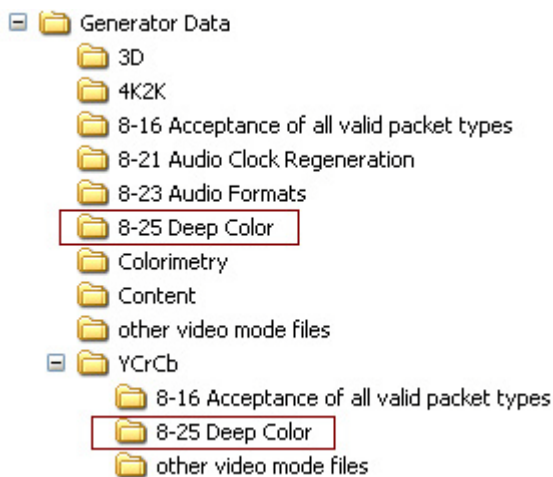 Generator Data
3D
4K2K
8-16 Acceptance of all valid packet types
8-21 Audio Clock Regeneration
8-23 Audio Formats
8-25 Deep Color
Colorimetry
Content
other video mode files
YCrCb
8-16 Acceptance of all valid packet types
8-25 Deep Color
other video mode files